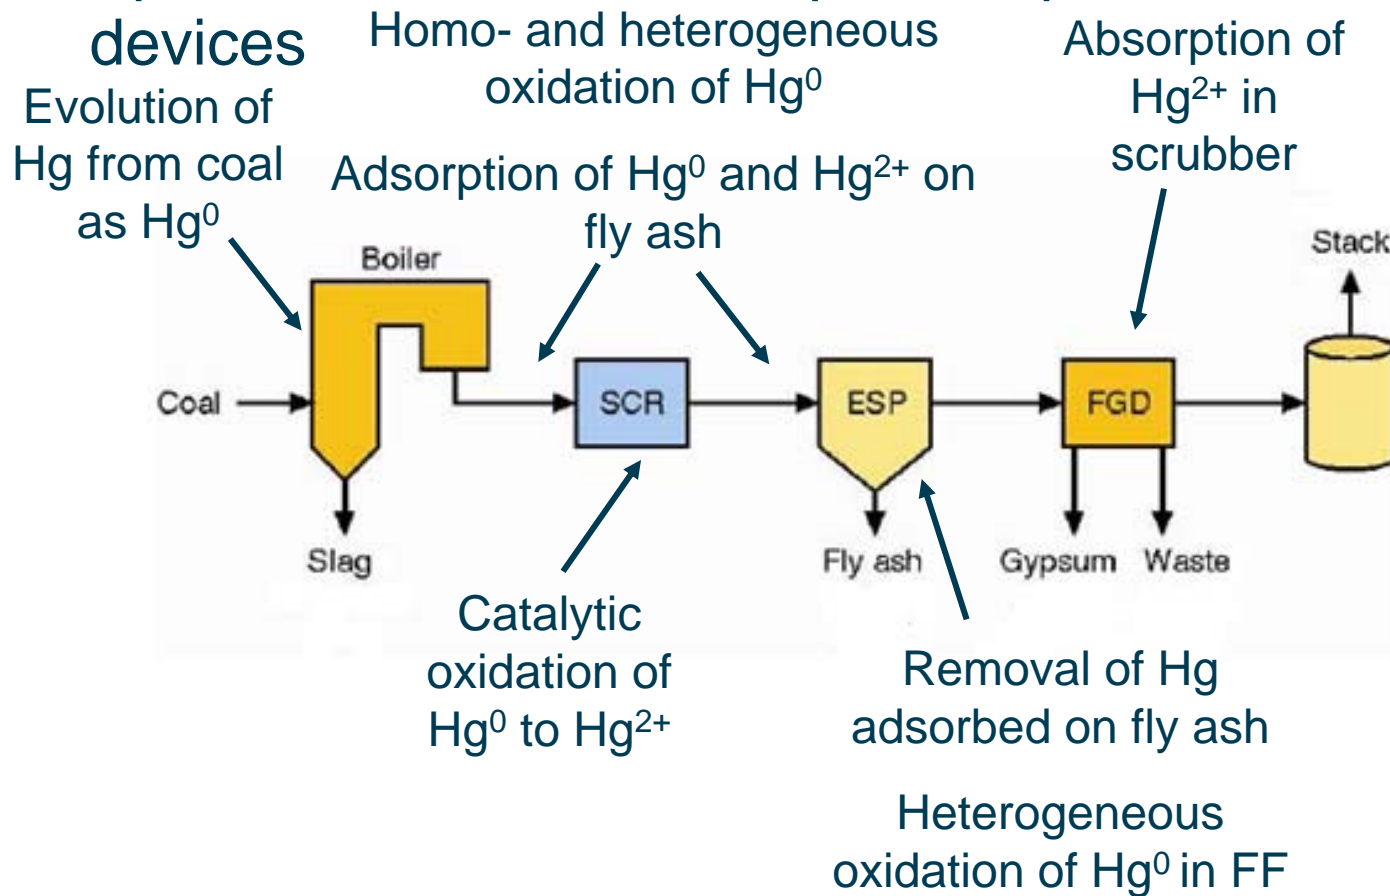 devices
Homo- and heterogeneous
oxidation of Hg⁰
Absorption of
Hg²⁺ in
scrubber
Evolution of
Hg from coal
as Hg⁰
Adsorption of Hg⁰ and Hg²⁺ on
fly ash
Boiler
Stack
Coal
SCR
ESP
FGD
Slag
Fly ash
Gypsum
Waste
Catalytic
oxidation of
Hg⁰ to Hg²⁺
Removal of Hg
adsorbed on fly ash
Heterogeneous
oxidation of Hg⁰ in FF